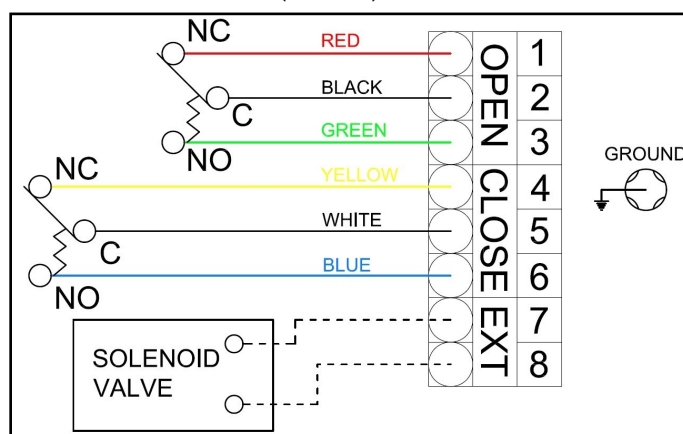 NC
RED
1
BLACK
2
C
GREEN
3
NO
OPEN
GROUND
NC
YELLOW
4
WHITE
5
C
BLUE
6
NO
CLOSE
SOLENOID
VALVE
7
8
EXT